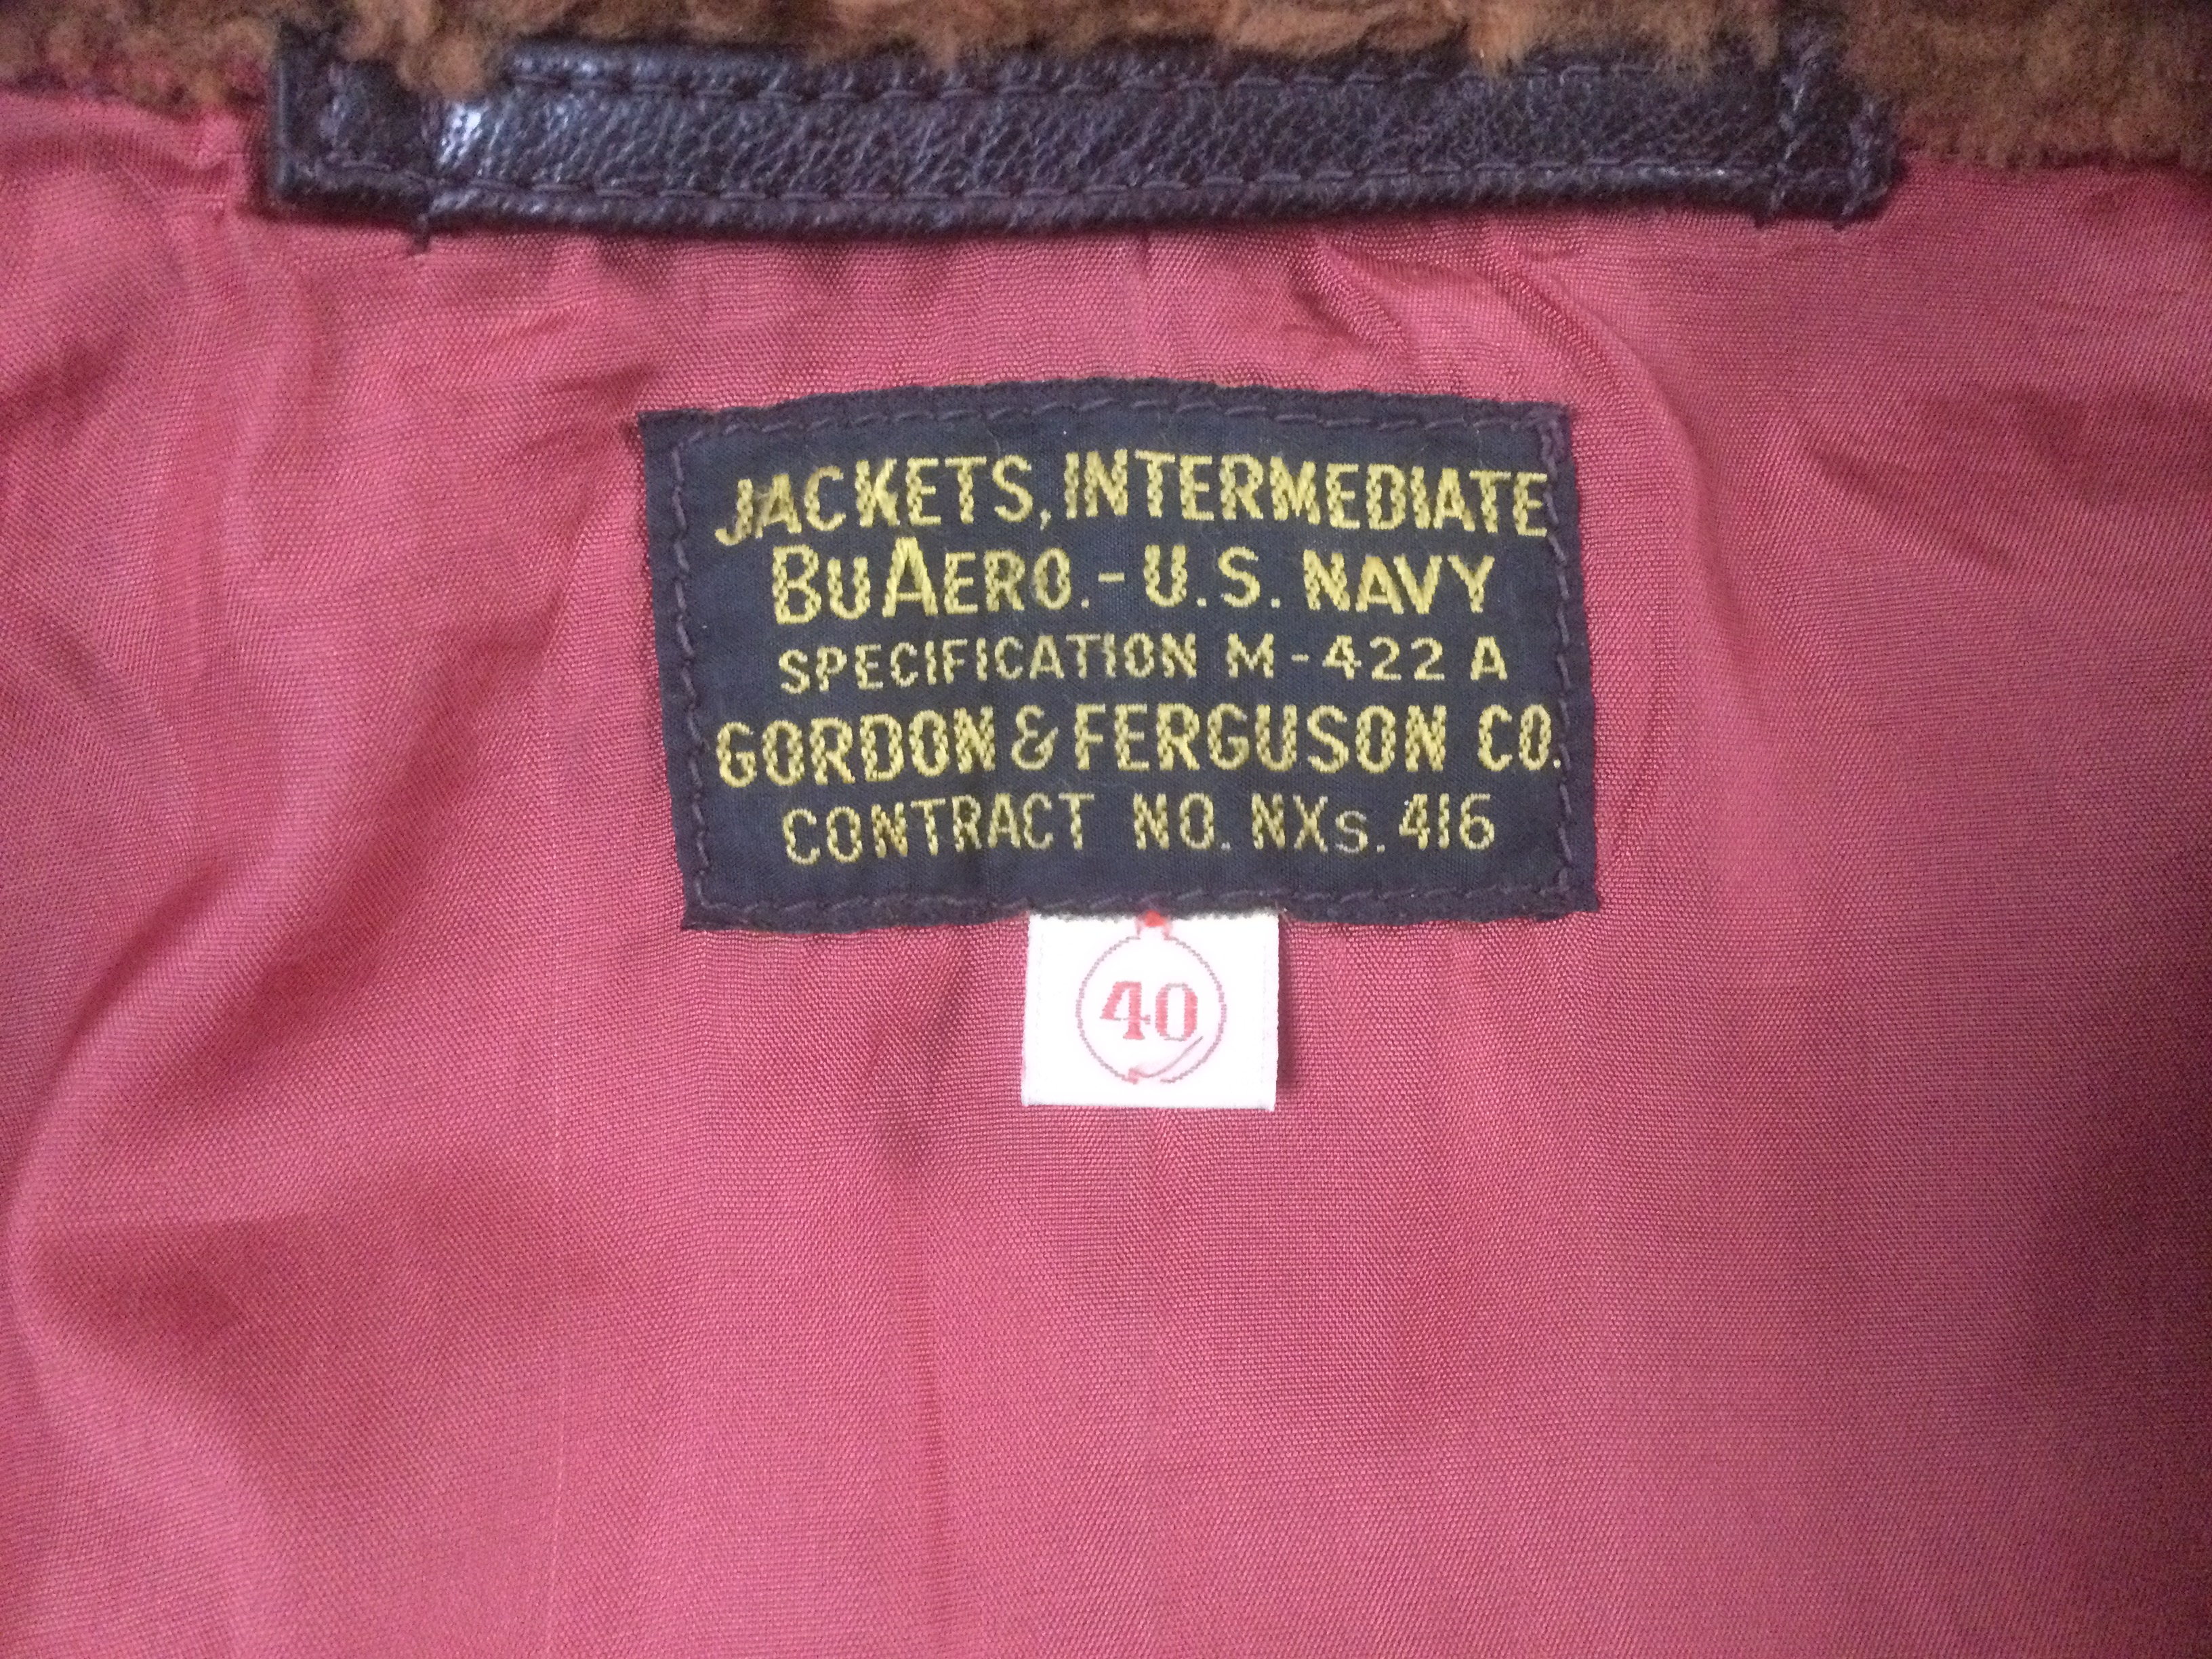 JACKETS, INTERMEDIATE
BUAERO. - U.S. NAVY
SPECIFICATION M - 422 A
GORDON & FERGUSON CO.
CONTRACT NO. NXs. 416
40